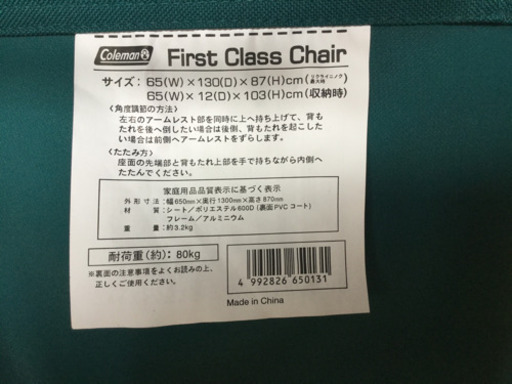 Coleman First Class Chair
サイズ：65(W)×130(D)×87(H)cm(リクライニング最大時)
65(W)×12(D)×103(H)cm(収納時)
〈角度調節の方法〉
左右のアームレスト部を同時に上へ持ち上げて、背も
たれを後へ倒したい場合は後側、背もたれを起こした
い場合は前側へアームレストをずらします。
〈たたみ方〉
座面の先端部と背もたれ上部を手で持ちながら内側へ
たたんでください。
家庭用品品質表示に基づく表示
外形寸法：幅650mm×奥行1300mm×高さ870mm
材質：シート／ポリエステル600D(裏面PVCコート)
フレーム／アルミニウム
重量：約3.2kg
耐荷重(約)：80kg
※裏面の注意事項をよくお読みの上、
正しくご使用ください。
4 992826 650131
Made in China